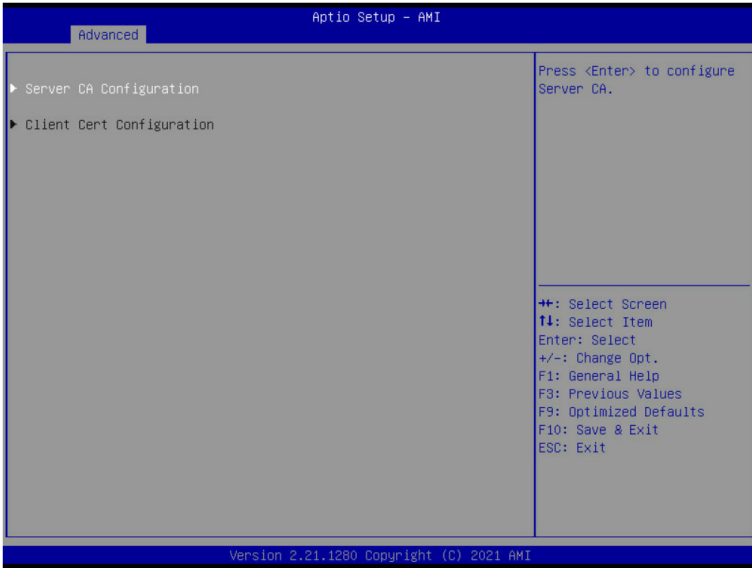 Aptio Setup – AMI
Advanced
▶ Server CA Configuration
▶ Client Cert Configuration
Press <Enter> to configure
Server CA.
→←: Select Screen
↑↓: Select Item
Enter: Select
+/-: Change Opt.
F1: General Help
F3: Previous Values
F9: Optimized Defaults
F10: Save & Exit
ESC: Exit
Version 2.21.1280 Copyright (C) 2021 AMI